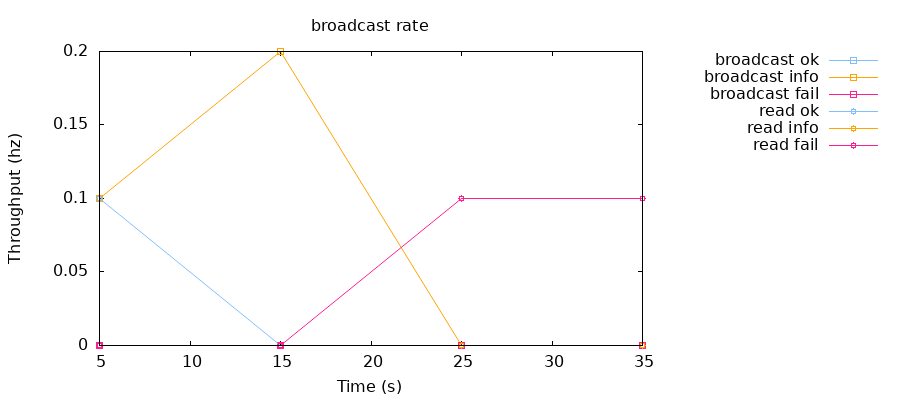 broadcast rate
broadcast ok
broadcast info
broadcast fail
read ok
read info
read fail
Throughput (hz)
0.2
0.15
0.1
0.05
0
5 10 15 20 25 30 35
Time (s)